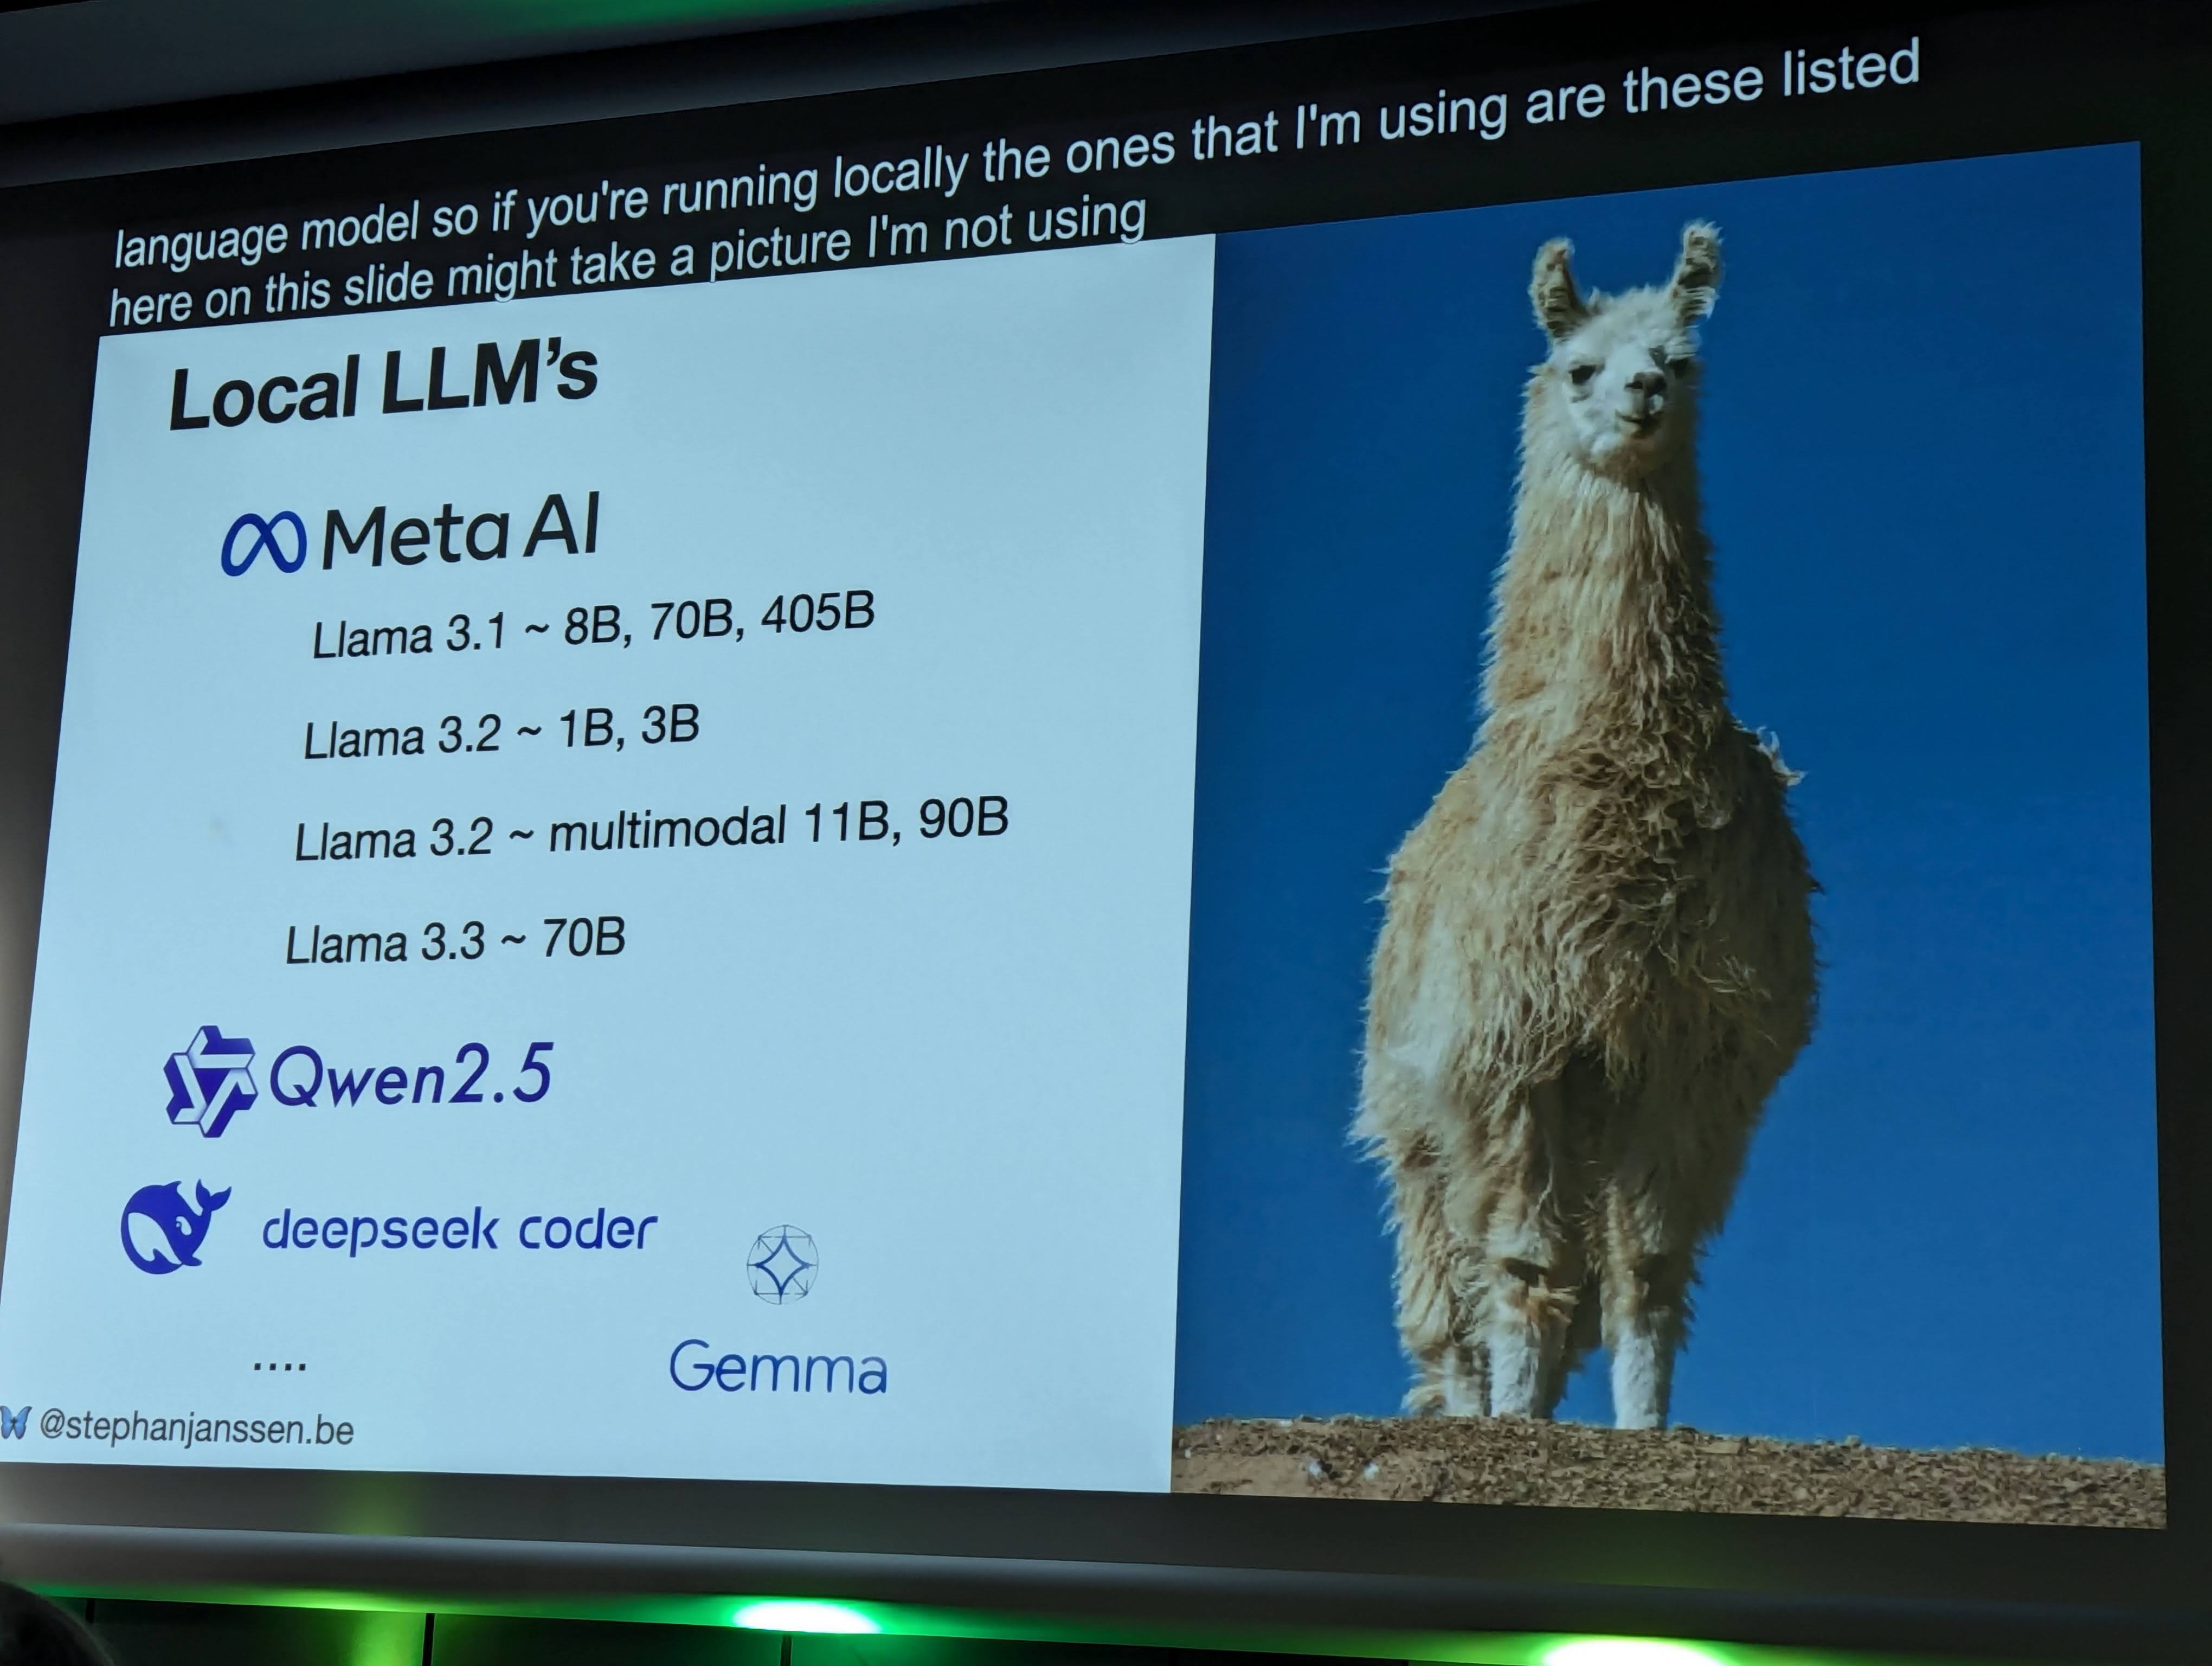 language model so if you're running locally the ones that I'm using are these listed
here on this slide might take a picture I'm not using
Local LLM's
Meta AI
Llama 3.1 ~ 8B, 70B, 405B
Llama 3.2 ~ 1B, 3B
Llama 3.2 ~ multimodal 11B, 90B
Llama 3.3 ~ 70B
Qwen2.5
deepseek coder
Gemma
....
@stephanjanssen.be